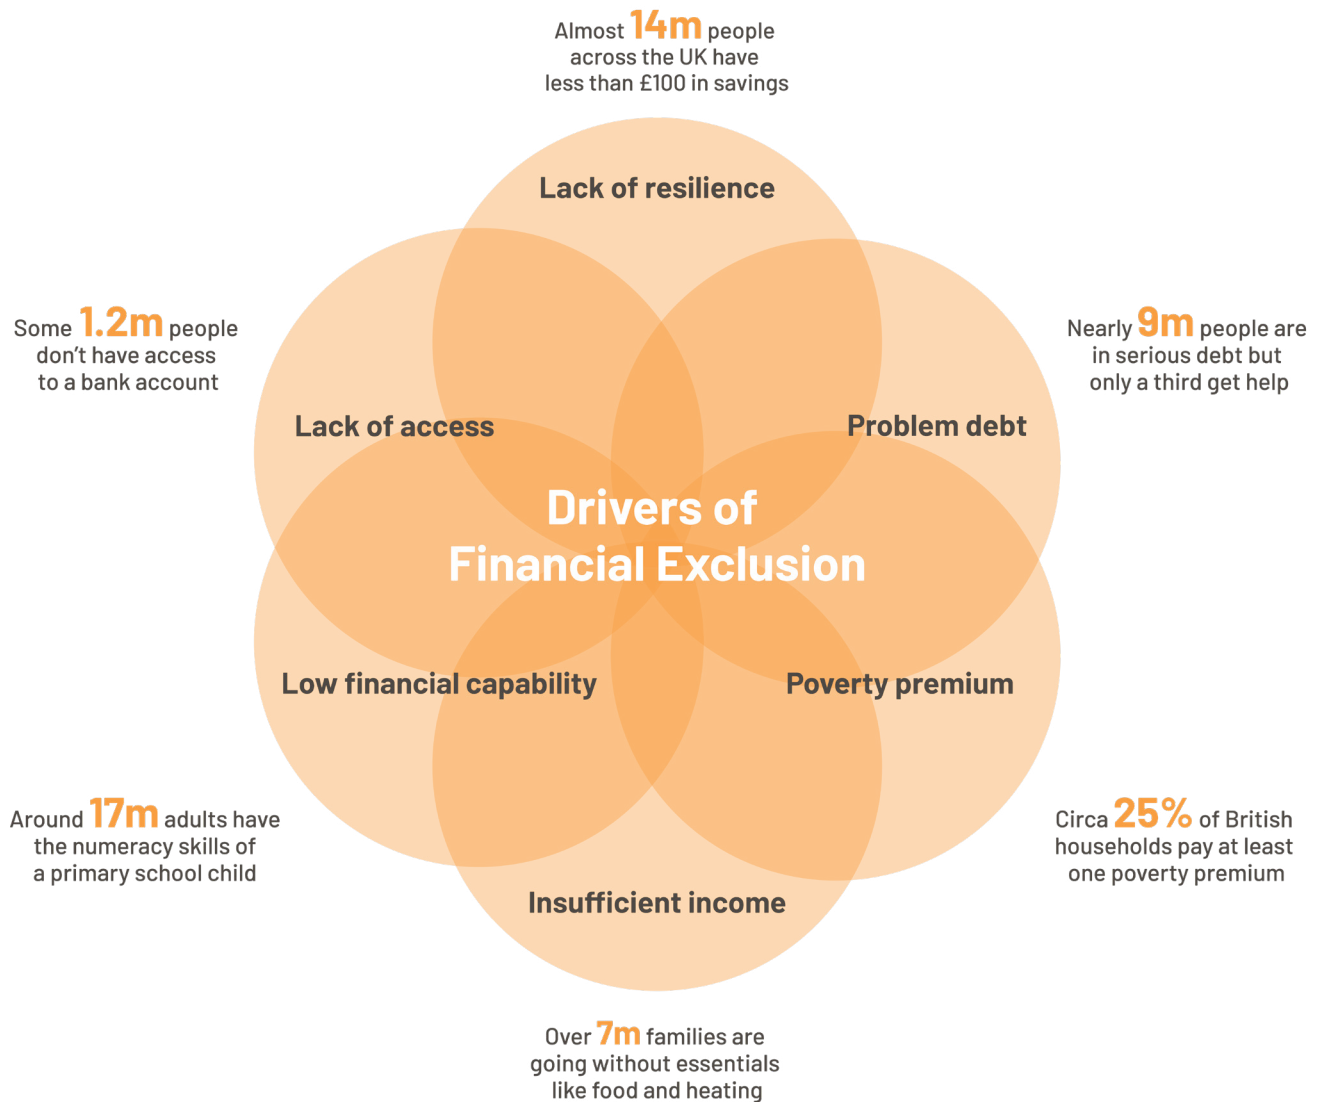 Almost 14m people
across the UK have
less than £100 in savings
Lack of resilience
Some 1.2m people
don't have access
to a bank account
Nearly 9m people are
in serious debt but
only a third get help
Lack of access
Problem debt
Drivers of
Financial Exclusion
Low financial capability
Poverty premium
Around 17m adults have
the numeracy skills of
a primary school child
Circa 25% of British
households pay at least
one poverty premium
Insufficient income
Over 7m families are
going without essentials
like food and heating